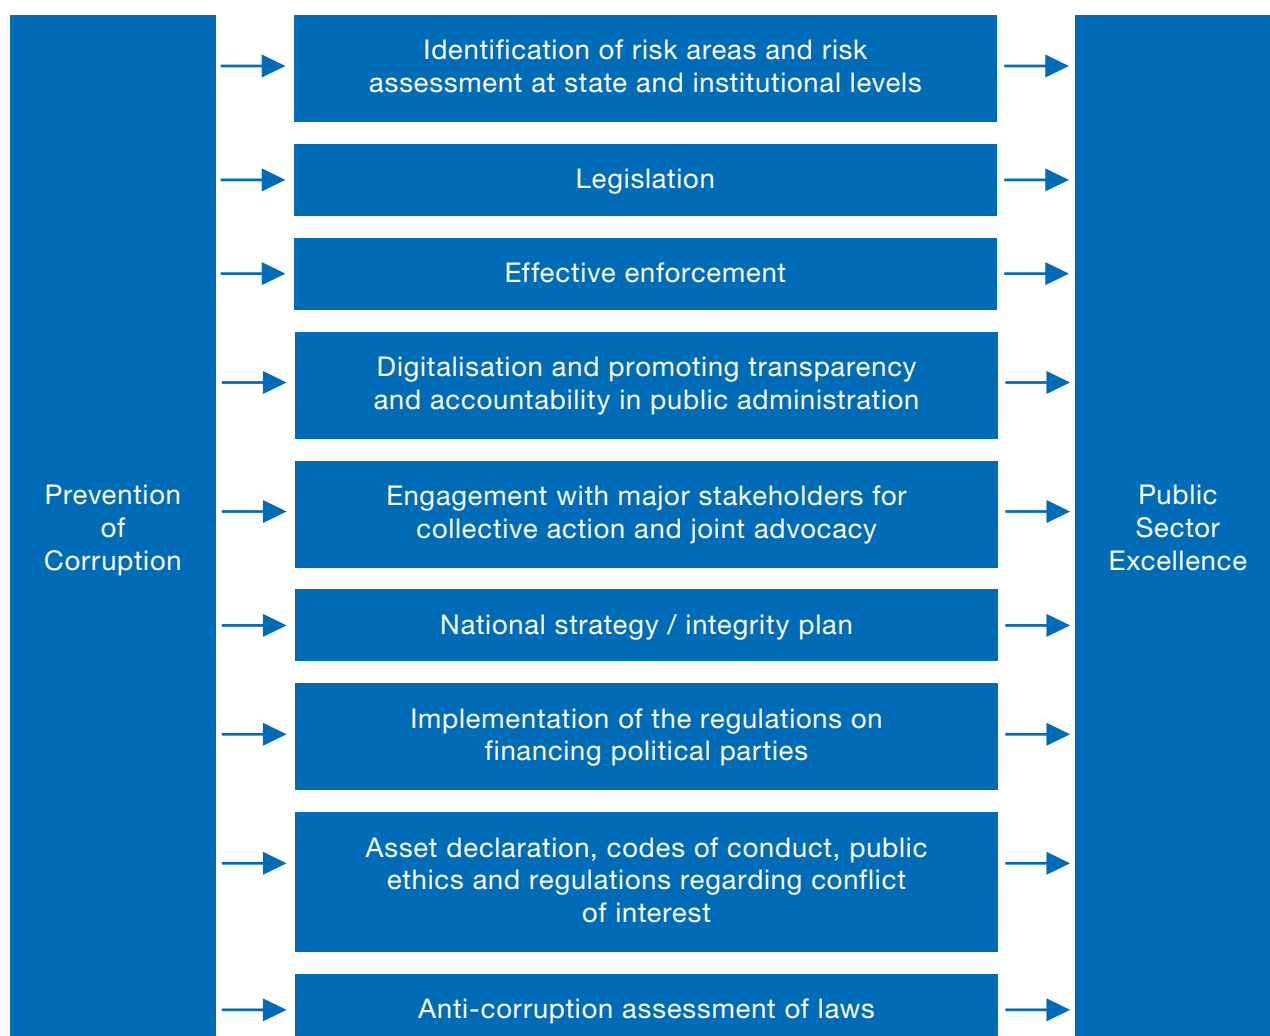 Prevention
of
Corruption
Identification of risk areas and risk
assessment at state and institutional levels
Legislation
Effective enforcement
Digitalisation and promoting transparency
and accountability in public administration
Engagement with major stakeholders for
collective action and joint advocacy
National strategy / integrity plan
Implementation of the regulations on
financing political parties
Asset declaration, codes of conduct, public
ethics and regulations regarding conflict
of interest
Anti-corruption assessment of laws
Public
Sector
Excellence